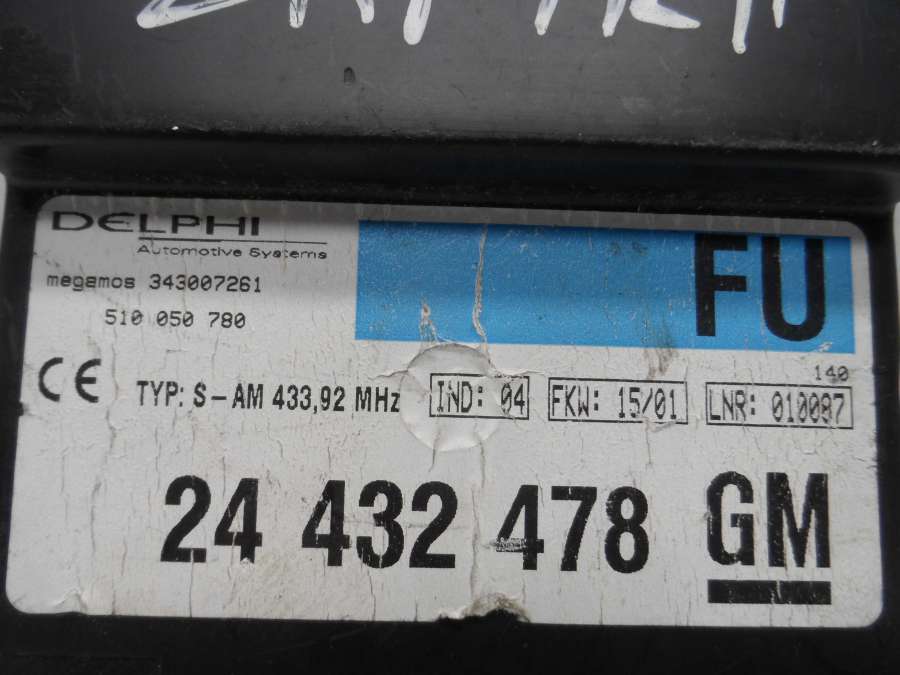 DELPHI
Automotive Systems
megamos 343007261
510 050 780
FU
140
CE
TYP: S-AM 433,92 MHz
IND: 04
FKW: 15/01
LNR: 010087
24 432 478 GM